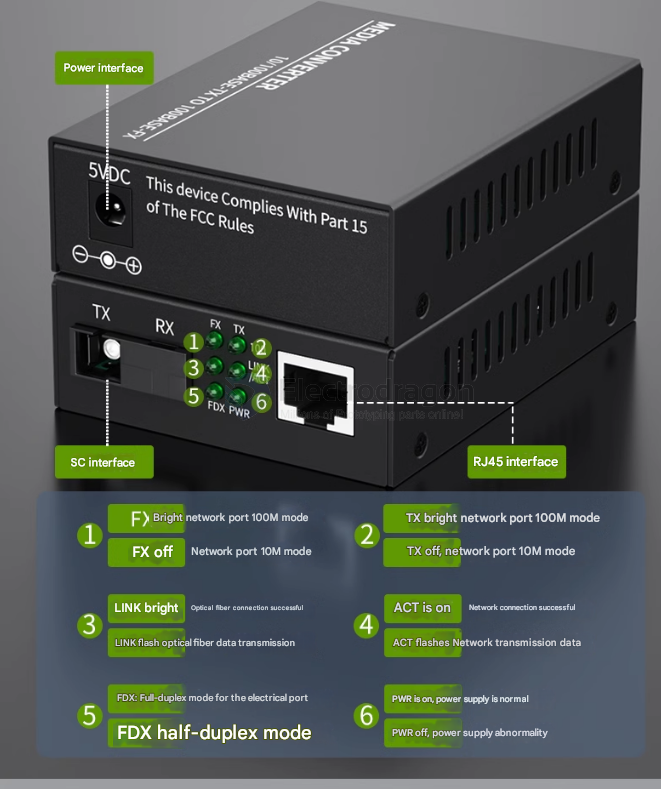 MEDIA CONVERTER
10/100BASE-TX TO 100BASE-FX
Power interface
5VDC
This device Complies With Part 15
of The FCC Rules
TX
RX
FX TX
1
2
3
4
5
6
FDX PWR
Electrodragon
SC interface
RJ45 interface
1
FX Bright network port 100M mode
FX off Network port 10M mode
2
TX bright network port 100M mode
TX off, network port 10M mode
3
LINK bright Optical fiber connection successful
LINK flash optical fiber data transmission
4
ACT is on Network connection successful
ACT flashes Network transmission data
5
FDX: Full-duplex mode for the electrical port
FDX half-duplex mode
6
PWR is on, power supply is normal
PWR off, power supply abnormality